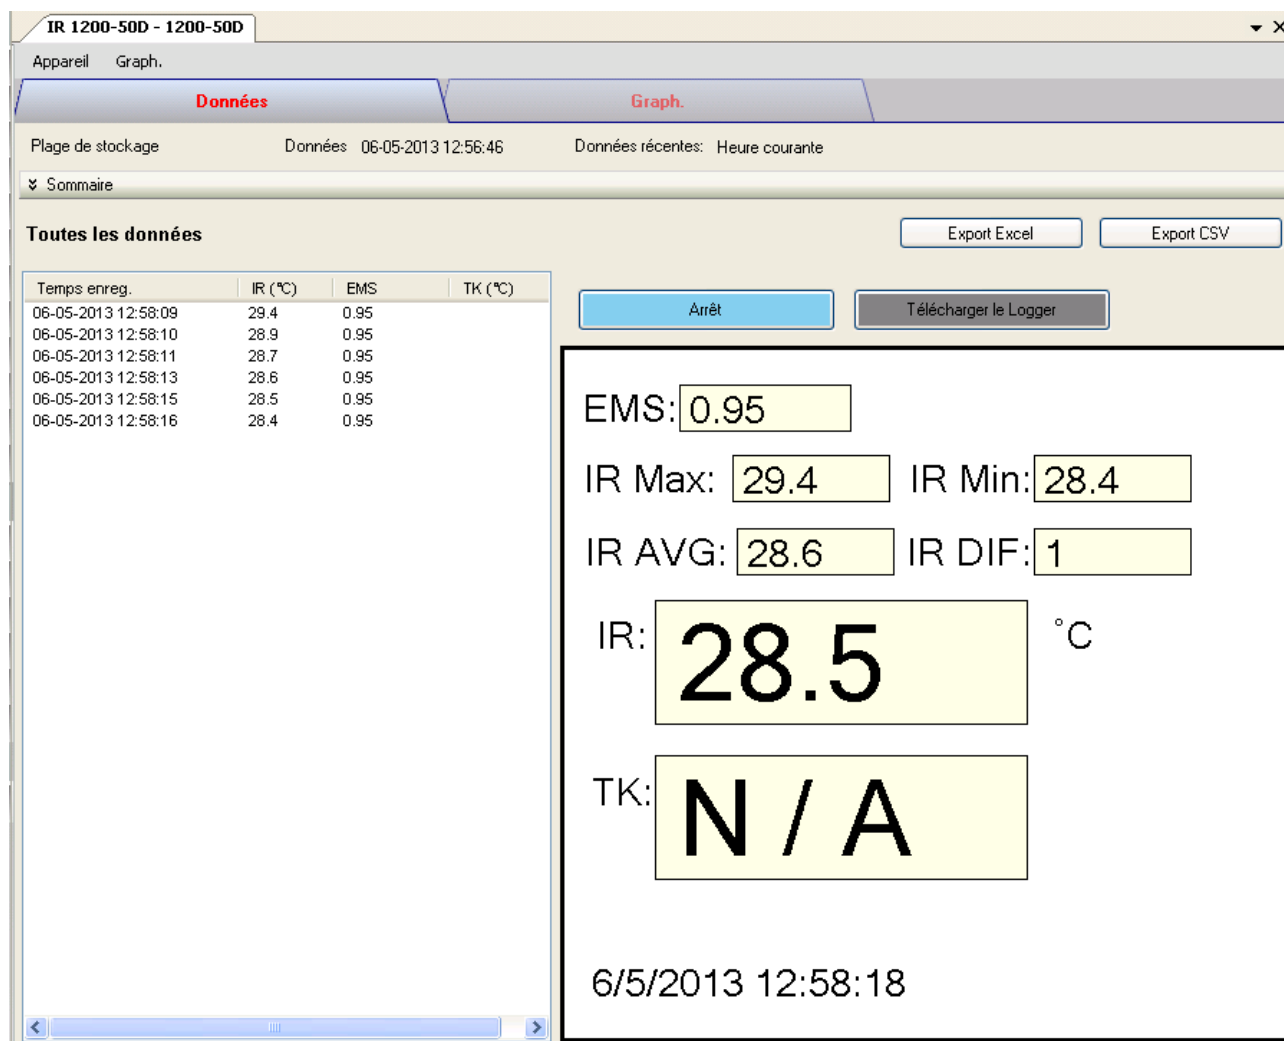 IR 1200-50D - 1200-50D
Appareil Graph.
Données Graph.
Plage de stockage Données 06-05-2013 12:56:46 Données récentes: Heure courante
Sommaire
Toutes les données Export Excel Export CSV
Temps enreg. IR (°C) EMS TK (°C)
06-05-2013 12:58:09 29.4 0.95
06-05-2013 12:58:10 28.9 0.95
06-05-2013 12:58:11 28.7 0.95
06-05-2013 12:58:13 28.6 0.95
06-05-2013 12:58:15 28.5 0.95
06-05-2013 12:58:16 28.4 0.95
Arrêt Télécharger le Logger
EMS: 0.95
IR Max: 29.4 IR Min: 28.4
IR AVG: 28.6 IR DIF: 1
IR: 28.5 °C
TK: N / A
6/5/2013 12:58:18